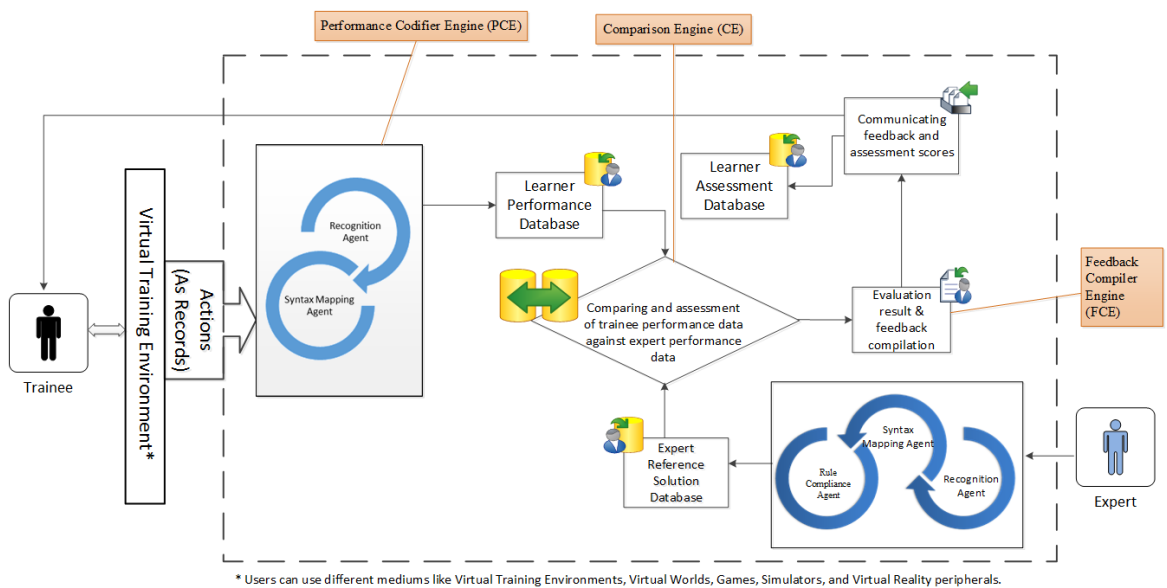 Performance Codifier Engine (PCE)
Comparison Engine (CE)
Communicating
feedback and
assessment scores
Learner
Assessment
Database
Learner
Performance
Database
Recognition
Agent
Syntax Mapping
Agent
Virtual Training Environment*
Actions
(As Records)
Trainee
Comparing and assessment
of trainee performance data
against expert performance
data
Evaluation
result &
feedback
compilation
Feedback
Compiler
Engine
(FCE)
Expert
Reference
Solution
Database
Syntax
Mapping Agent
Rule
Compliance
Agent
Recognition
Agent
Expert
* Users can use different mediums like Virtual Training Environments, Virtual Worlds, Games, Simulators, and Virtual Reality peripherals.